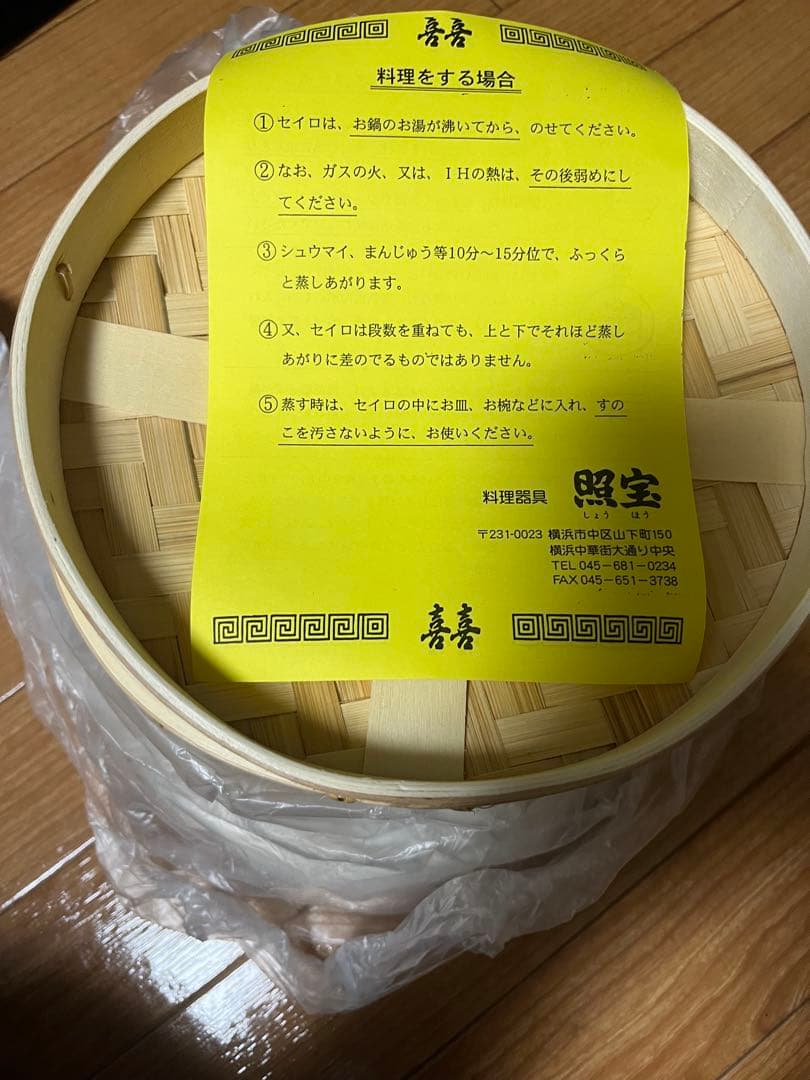 囍
料理をする場合
①セイロは、お鍋のお湯が沸いてから、のせてください。
②なお、ガスの火、又は、IHの熱は、その後弱めにし
てください。
③シュウマイ、まんじゅう等10分〜15分位で、ふっくら
と蒸しあがります。
④又、セイロは段数を重ねても、上と下でそれほど蒸し
あがりに差のでるものではありません。
⑤蒸す時は、セイロの中にお皿、お椀などに入れ、すの
こを汚さないように、お使いください。
料理器具 照宝
しょう ほう
〒231-0023 横浜市中区山下町150
横浜中華街大通り中央
TEL 045-681-0234
FAX 045-651-3738
囍